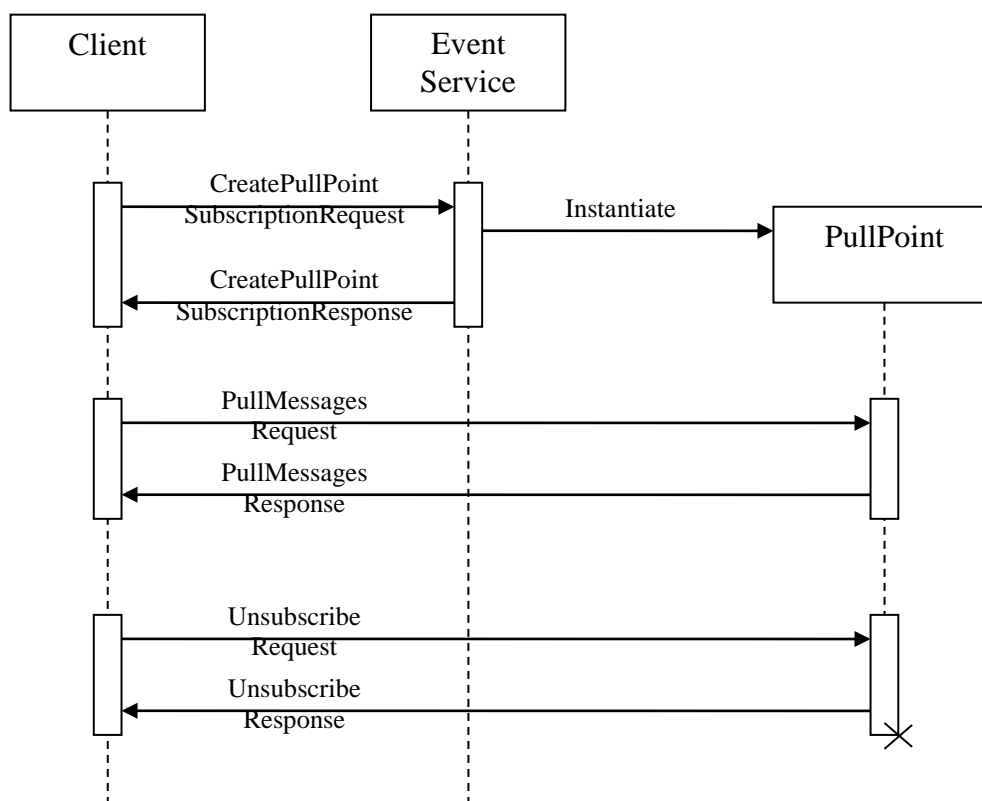 Client
Event
Service
CreatePullPoint
SubscriptionRequest
Instantiate
PullPoint
CreatePullPoint
SubscriptionResponse
PullMessages
Request
PullMessages
Response
Unsubscribe
Request
Unsubscribe
Response